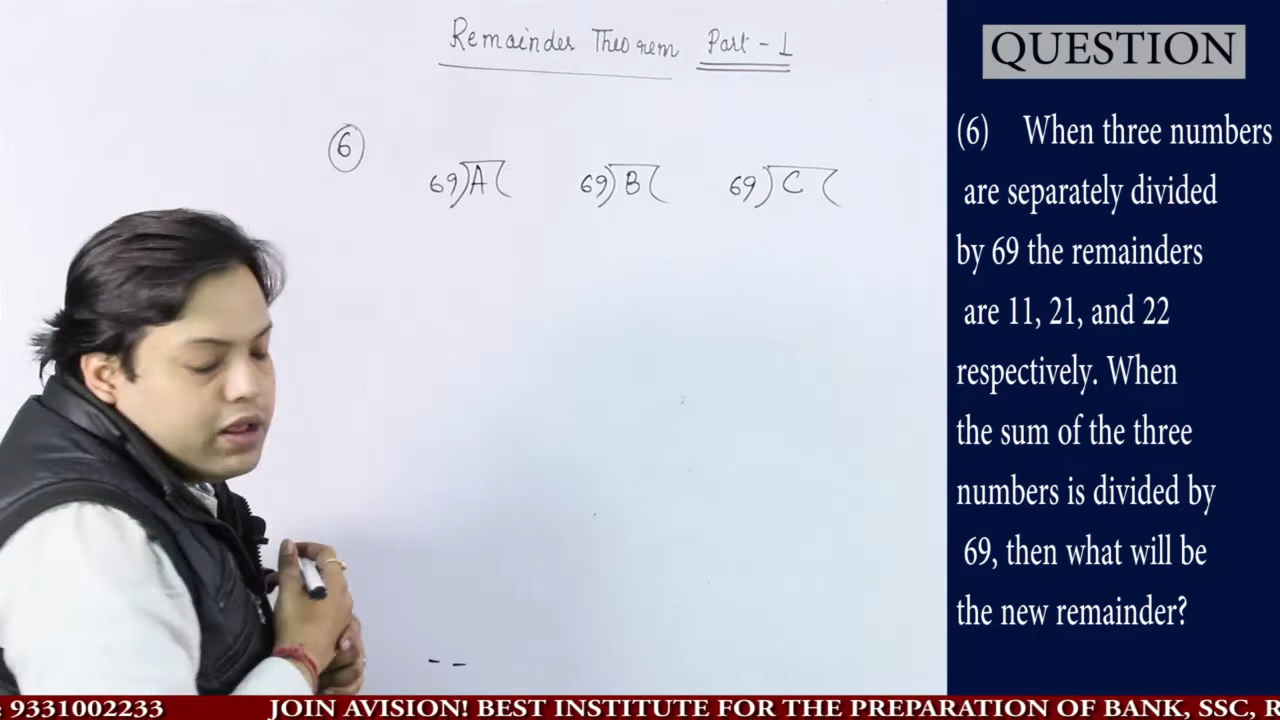 Remainder Theorem Part - 1
6
69)A(
69)B(
69)C(
QUESTION
(6) When three numbers
are separately divided
by 69 the remainders
are 11, 21, and 22
respectively. When
the sum of the three
numbers is divided by
69, then what will be
the new remainder?
9331002233 JOIN AVISION! BEST INSTITUTE FOR THE PREPARATION OF BANK, SSC,